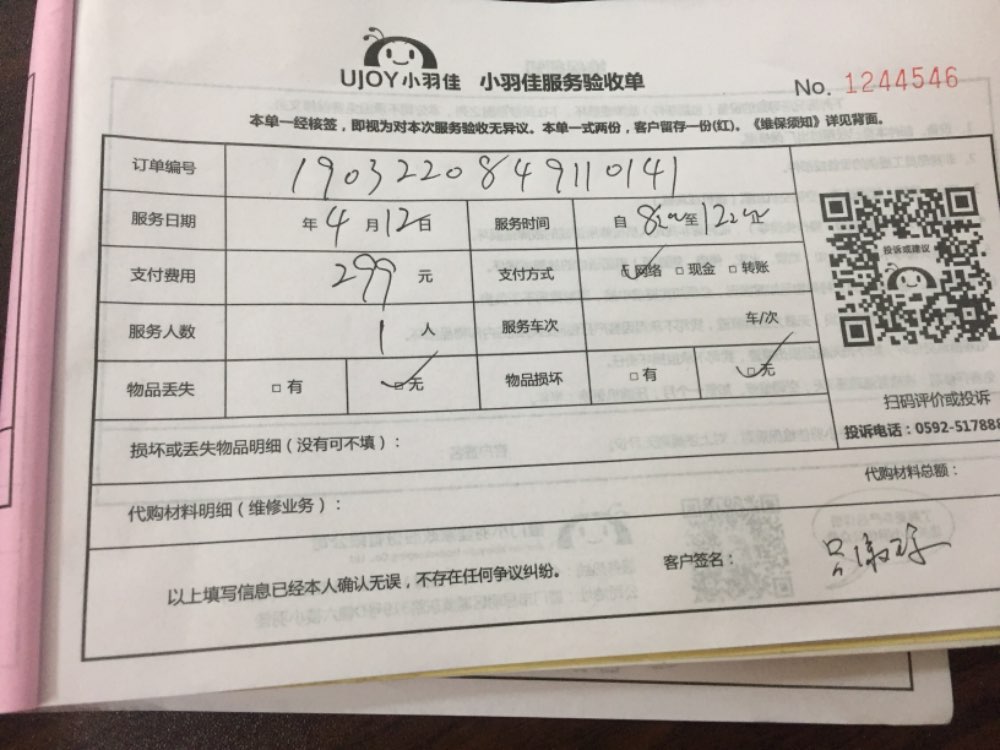 UJOY小羽佳 小羽佳服务验收单
No. 1244546
本单一经核签，即视为对本次服务验收无异议。本单一式两份，客户留存一份(红)。《维保须知》详见背面。
订单编号 1903220849110141
服务日期 年4月12日 服务时间 自 至
支付费用 299 元 支付方式 网络 □现金 □转账
投诉或建议
服务人数 1 人 服务车次 车/次
物品丢失 □有 □无 物品损坏 □有 □无
扫码评价或投诉
投诉电话：0592-517888
损坏或丢失物品明细（没有可不填）：
代购材料明细（维修业务）： 代购材料总额：
以上填写信息已经本人确认无误，不存在任何争议纠纷。 客户签名：